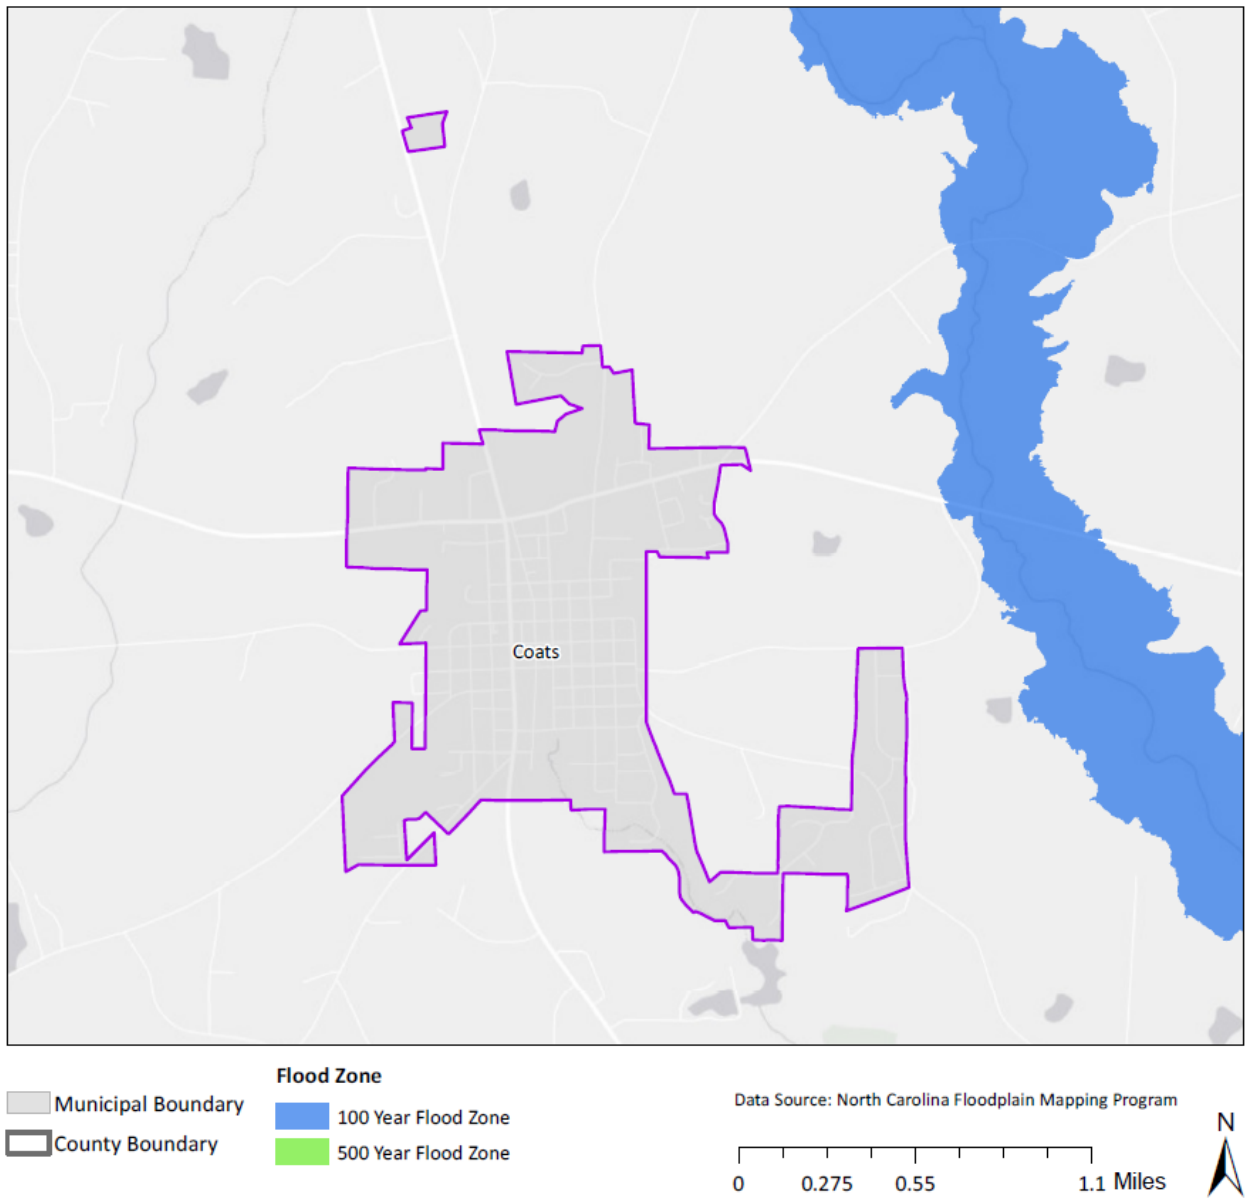 Coats
Flood Zone
Municipal Boundary
County Boundary
100 Year Flood Zone
500 Year Flood Zone
Data Source: North Carolina Floodplain Mapping Program
N
0 0.275 0.55 1.1 Miles